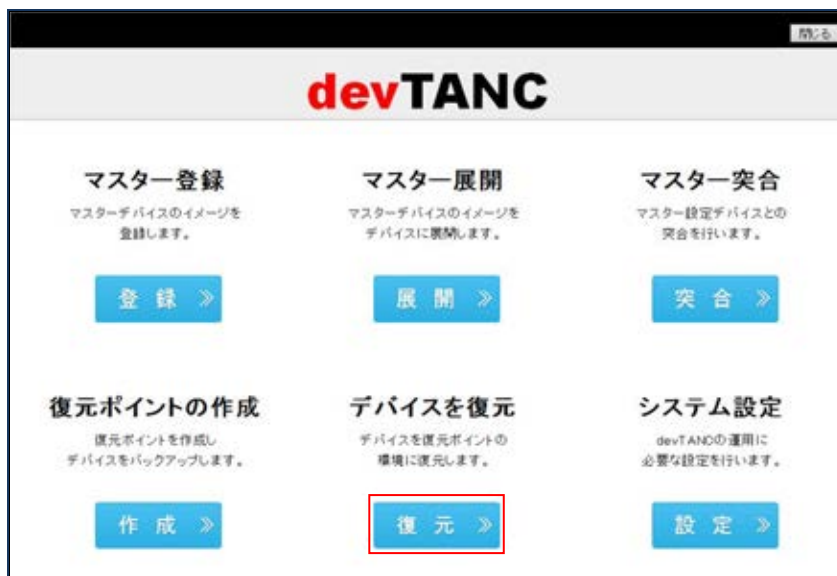 閉じる
devTANC
マスター登録
マスターデバイスのイメージを
登録します。
登 録 »
マスター展開
マスターデバイスのイメージを
デバイスに展開します。
展 開 »
マスター突合
マスター設定デバイスとの
突合を行います。
突 合 »
復元ポイントの作成
復元ポイントを作成し
デバイスをバックアップします。
作 成 »
デバイスを復元
デバイスを復元ポイントの
環境に復元します。
復 元 »
システム設定
devTANCの運用に
必要な設定を行います。
設 定 »